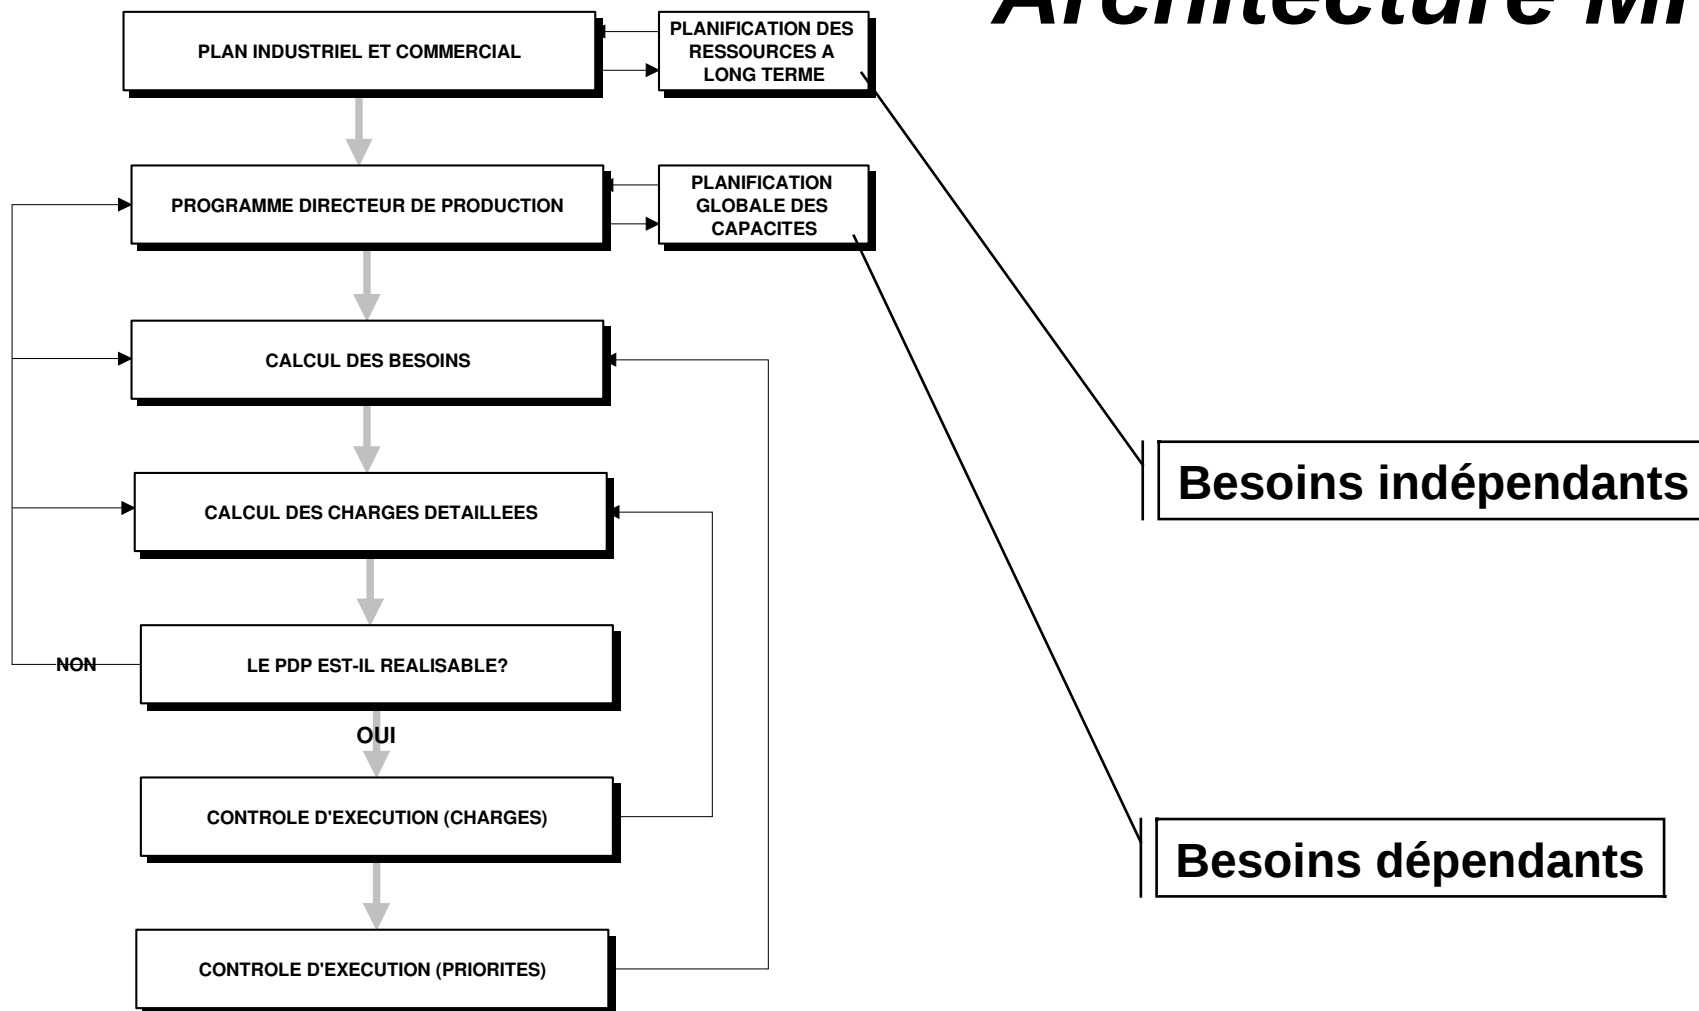 Architecture
PLAN INDUSTRIEL ET COMMERCIAL
PLANIFICATION DES
RESSOURCES A
LONG TERME
PROGRAMME DIRECTEUR DE PRODUCTION
PLANIFICATION
GLOBALE DES
CAPACITES
CALCUL DES BESOINS
Besoins indépendants
CALCUL DES CHARGES DETAILLEES
NON
LE PDP EST-IL REALISABLE?
OUI
CONTROLE D'EXECUTION (CHARGES)
Besoins dépendants
CONTROLE D'EXECUTION (PRIORITES)